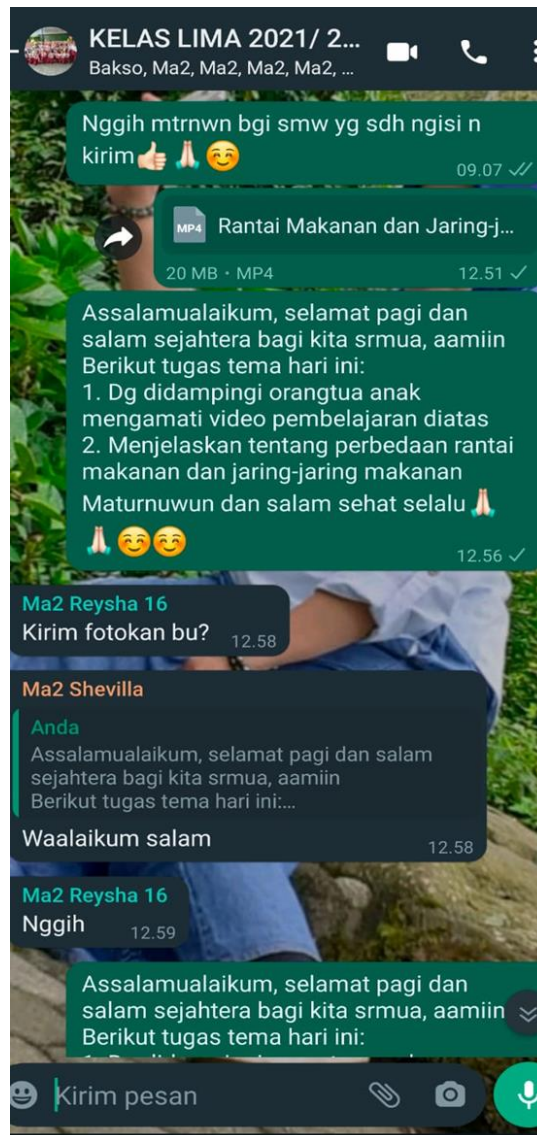 KELAS LIMA 2021/ 2...
Bakso, Ma2, Ma2, Ma2, Ma2, ...
Nggih mtrnwn bgi smw yg sdh ngisi n
kirim👍🏻🙏🏻☺️
09.07
MP4 Rantai Makanan dan Jaring-j...
20 MB • MP4 12.51
Assalamualaikum, selamat pagi dan
salam sejahtera bagi kita srmua, aamiin
Berikut tugas tema hari ini:
1. Dg didampingi orangtua anak
mengamati video pembelajaran diatas
2. Menjelaskan tentang perbedaan rantai
makanan dan jaring-jaring makanan
Maturnuwun dan salam sehat selalu🙏🏻
🙏🏻☺️☺️
12.56
Ma2 Reysha 16
Kirim fotokan bu? 12.58
Ma2 Shevilla
Anda
Assalamualaikum, selamat pagi dan salam
sejahtera bagi kita srmua, aamiin
Berikut tugas tema hari ini:...
Waalaikum salam 12.58
Ma2 Reysha 16
Nggih 12.59
Assalamualaikum, selamat pagi dan
salam sejahtera bagi kita srmua, aamiin
Berikut tugas tema hari ini:
Kirim pesan